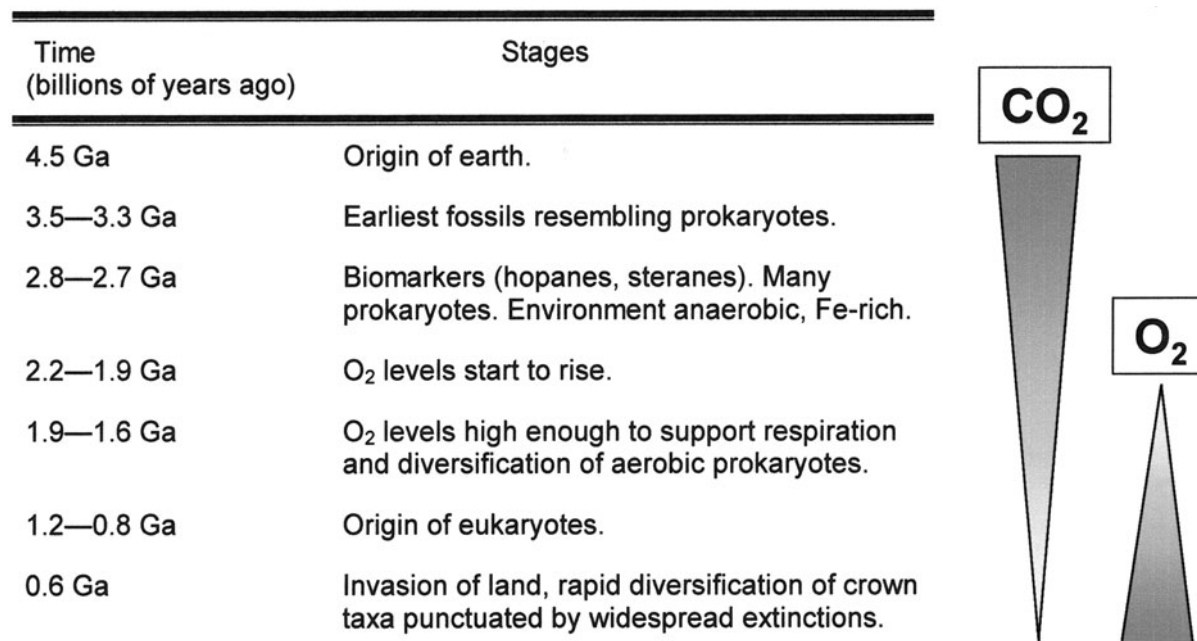 Time Stages
(billions of years ago)
CO₂
4.5 Ga Origin of earth.
3.5—3.3 Ga Earliest fossils resembling prokaryotes.
2.8—2.7 Ga Biomarkers (hopanes, steranes). Many
prokaryotes. Environment anaerobic, Fe-rich.
O₂
2.2—1.9 Ga O₂ levels start to rise.
1.9—1.6 Ga O₂ levels high enough to support respiration
and diversification of aerobic prokaryotes.
1.2—0.8 Ga Origin of eukaryotes.
0.6 Ga Invasion of land, rapid diversification of crown
taxa punctuated by widespread extinctions.